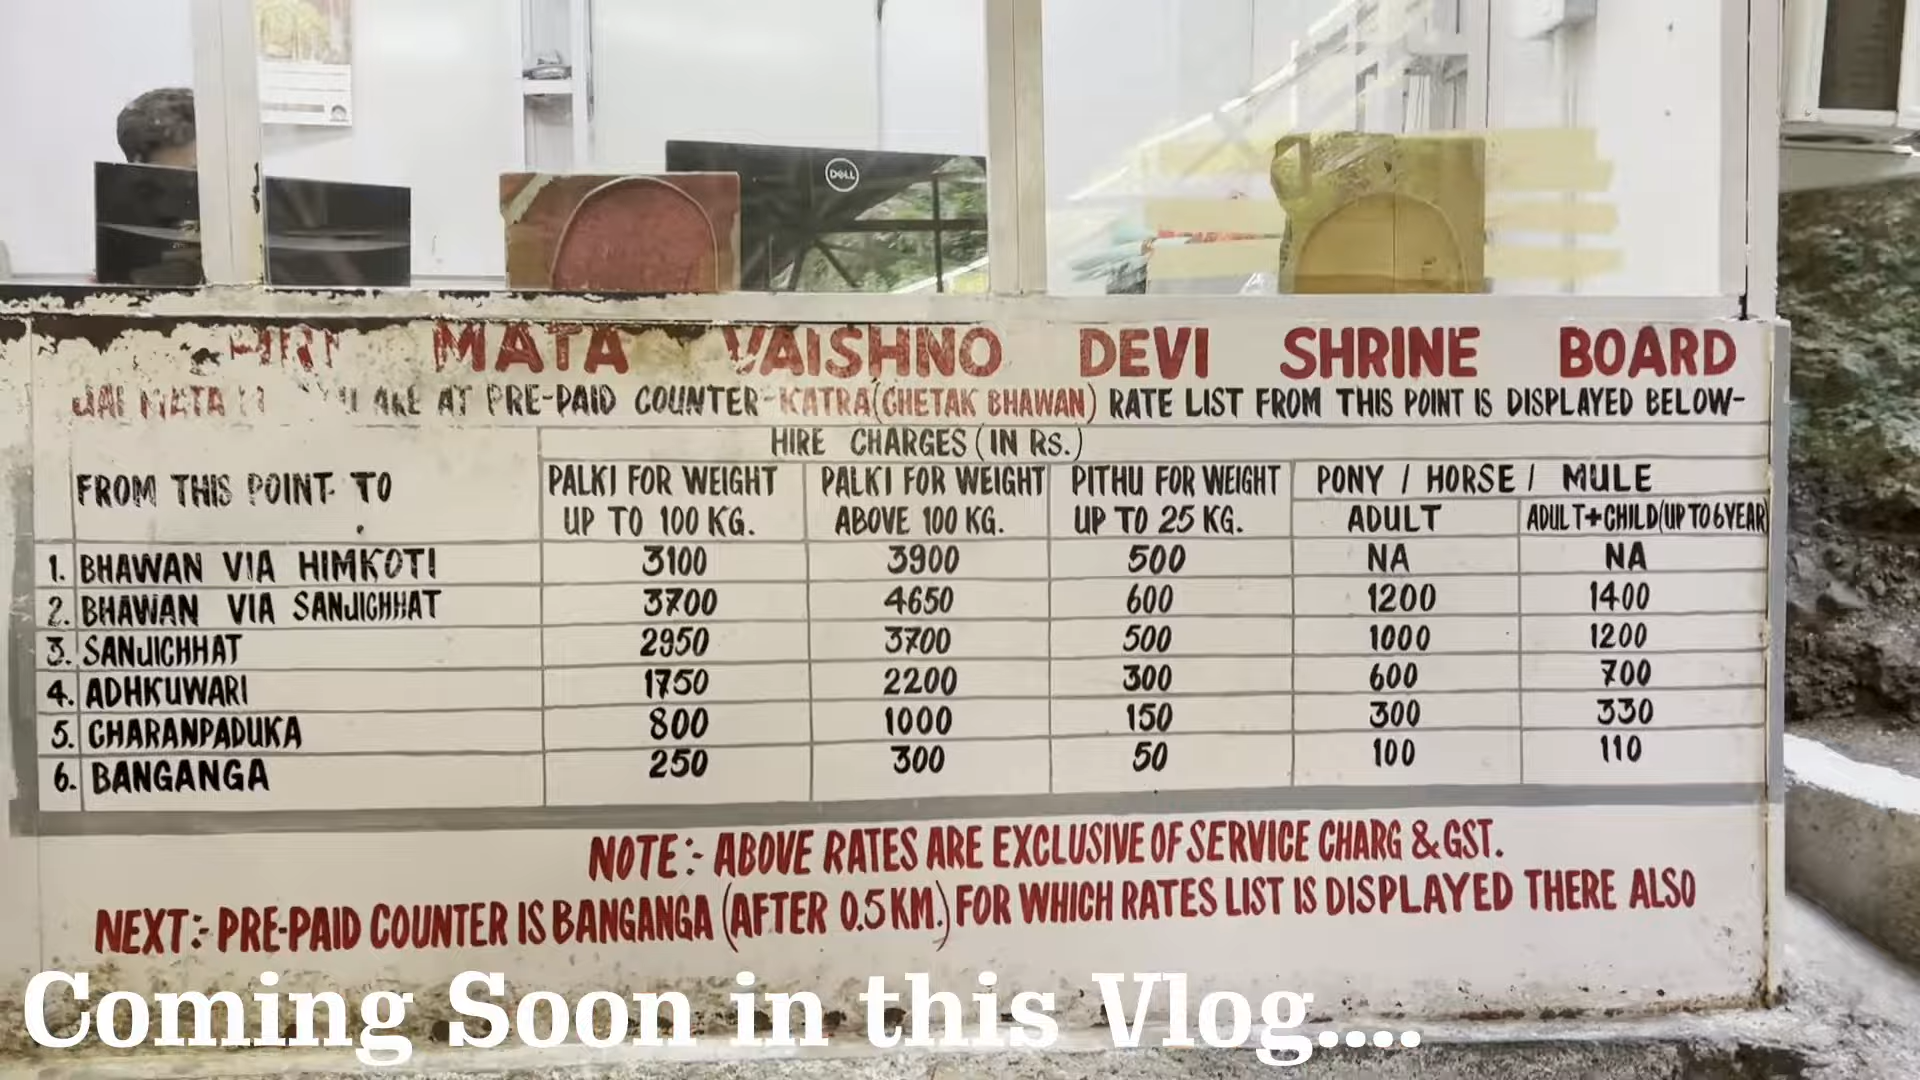 DELL
MATA VAISHNO DEVI SHRINE BOARD
JAI MATA ARE AT PRE-PAID COUNTER-KATRA(CHETAK BHAWAN) RATE LIST FROM THIS POINT IS DISPLAYED BELOW-
HIRE CHARGES (IN RS.)
FROM THIS POINT TO PALKI FOR WEIGHT UP TO 100 KG. PALKI FOR WEIGHT ABOVE 100 KG. PITHU FOR WEIGHT UP TO 25 KG. PONY / HORSE / MULE
ADULT ADULT+CHILD(UP TO 6YEAR)
1. BHAWAN VIA HIMKOTI 3100 3900 500 NA NA
2. BHAWAN VIA SANJICHHAT 3700 4650 600 1200 1400
3. SANJICHHAT 2950 3700 500 1000 1200
4. ADHKUWARI 1750 2200 300 600 700
5. CHARANPADUKA 800 1000 150 300 330
6. BANGANGA 250 300 50 100 110
NOTE:- ABOVE RATES ARE EXCLUSIVE OF SERVICE CHARG & GST.
NEXT:- PRE-PAID COUNTER IS BANGANGA (AFTER 0.5 KM.) FOR WHICH RATES LIST IS DISPLAYED THERE ALSO
Coming Soon in this Vlog....